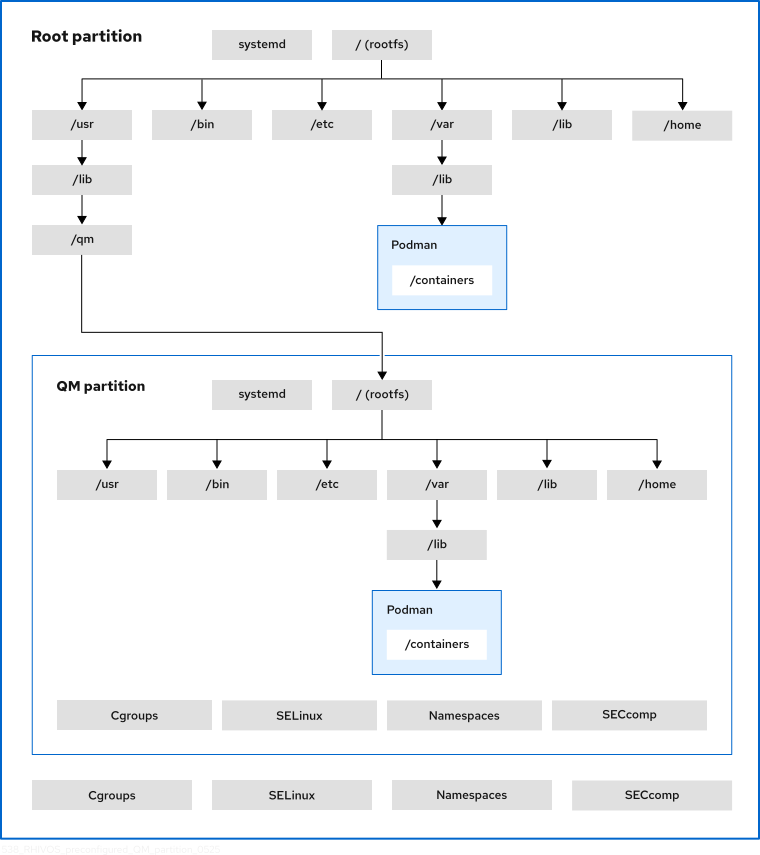 Root partition
systemd
/ (rootfs)
/usr
/bin
/etc
/var
/lib
/home
/lib
/lib
/qm
Podman
/containers
QM partition
systemd
/ (rootfs)
/usr
/bin
/etc
/var
/lib
/home
/lib
Podman
/containers
Cgroups
SELinux
Namespaces
SECcomp
Cgroups
SELinux
Namespaces
SECcomp